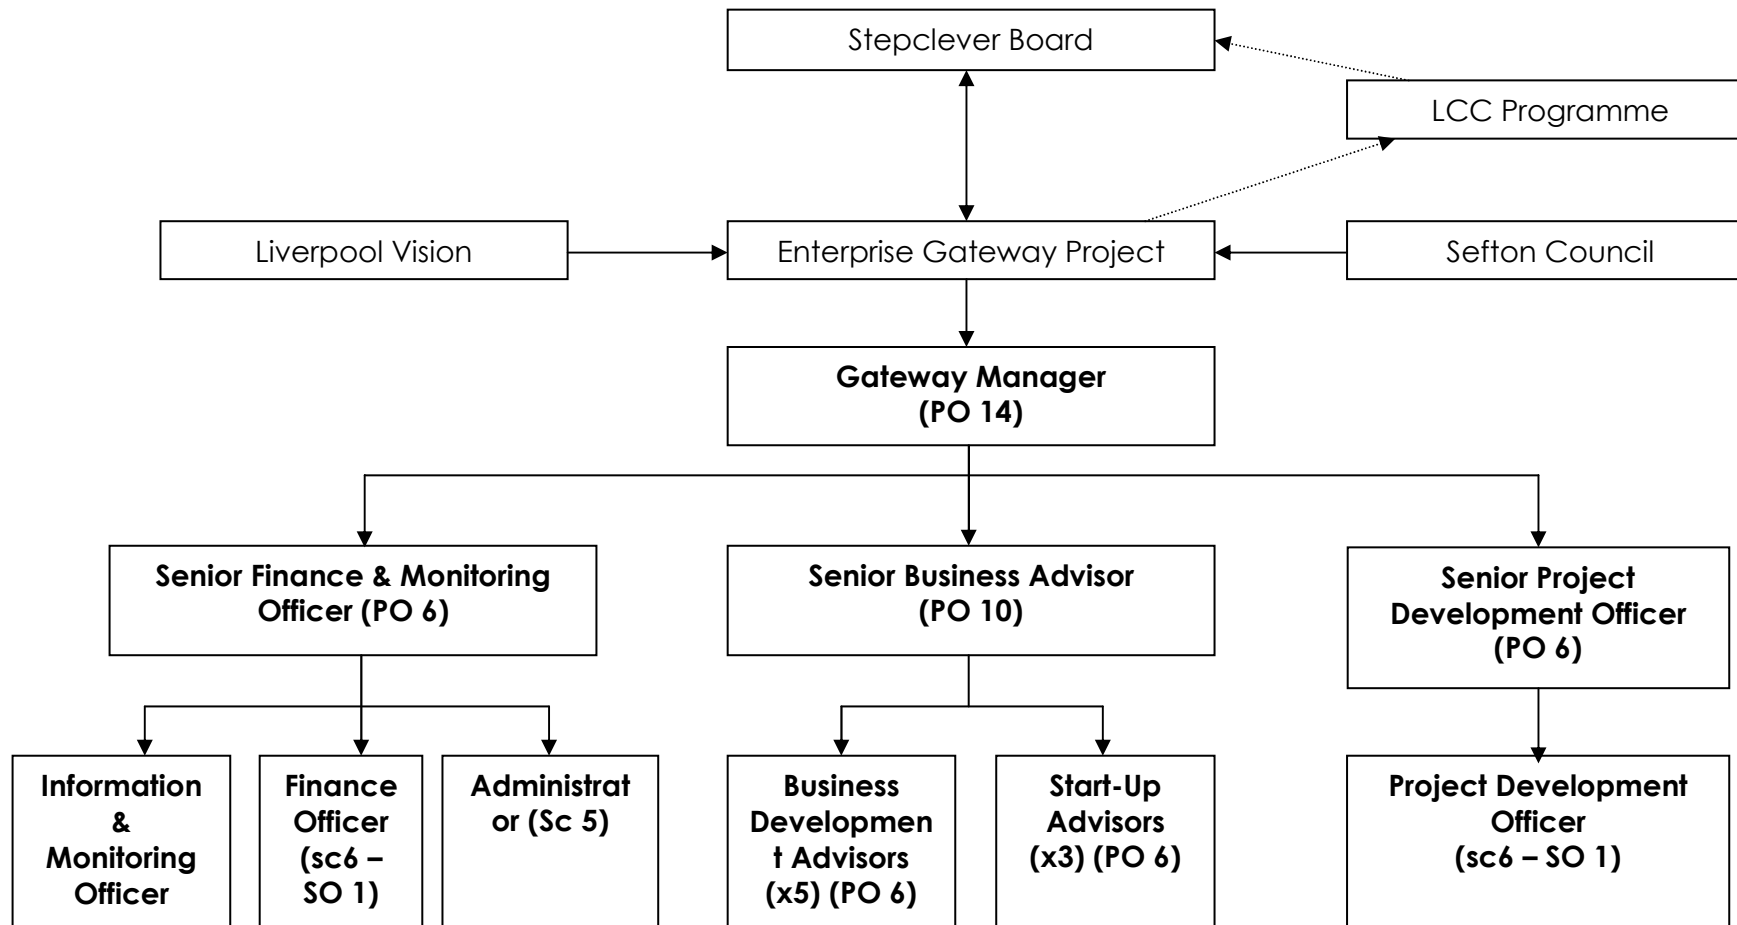 Stepclever Board
LCC Programme
Liverpool Vision
Enterprise Gateway Project
Sefton Council
Gateway Manager
(PO 14)
Senior Finance & Monitoring
Officer (PO 6)
Senior Business Advisor
(PO 10)
Senior Project
Development Officer
(PO 6)
Information
&
Monitoring
Officer
Finance
Officer
(sc6 –
SO 1)
Administrat
or (Sc 5)
Business
Developmen
t Advisors
(x5) (PO 6)
Start-Up
Advisors
(x3) (PO 6)
Project Development
Officer
(sc6 – SO 1)